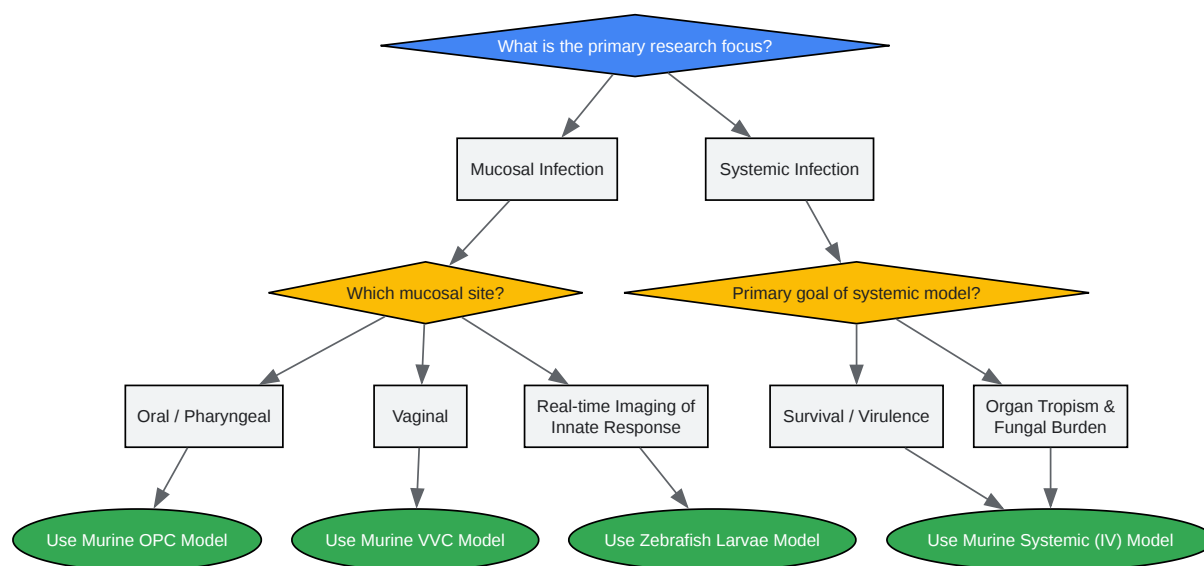 What is the primary research focus?
Mucosal Infection
Systemic Infection
Which mucosal site?
Primary goal of systemic model?
Oral / Pharyngeal
Vaginal
Real-time Imaging of
Innate Response
Survival / Virulence
Organ Tropism &
Fungal Burden
Use Murine OPC Model
Use Murine VVC Model
Use Zebrafish Larvae Model
Use Murine Systemic (IV) Model